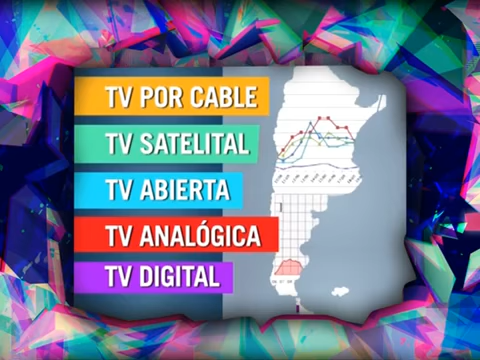 TV POR CABLE
TV SATELITAL
TV ABIERTA
TV ANALÓGICA
TV DIGITAL